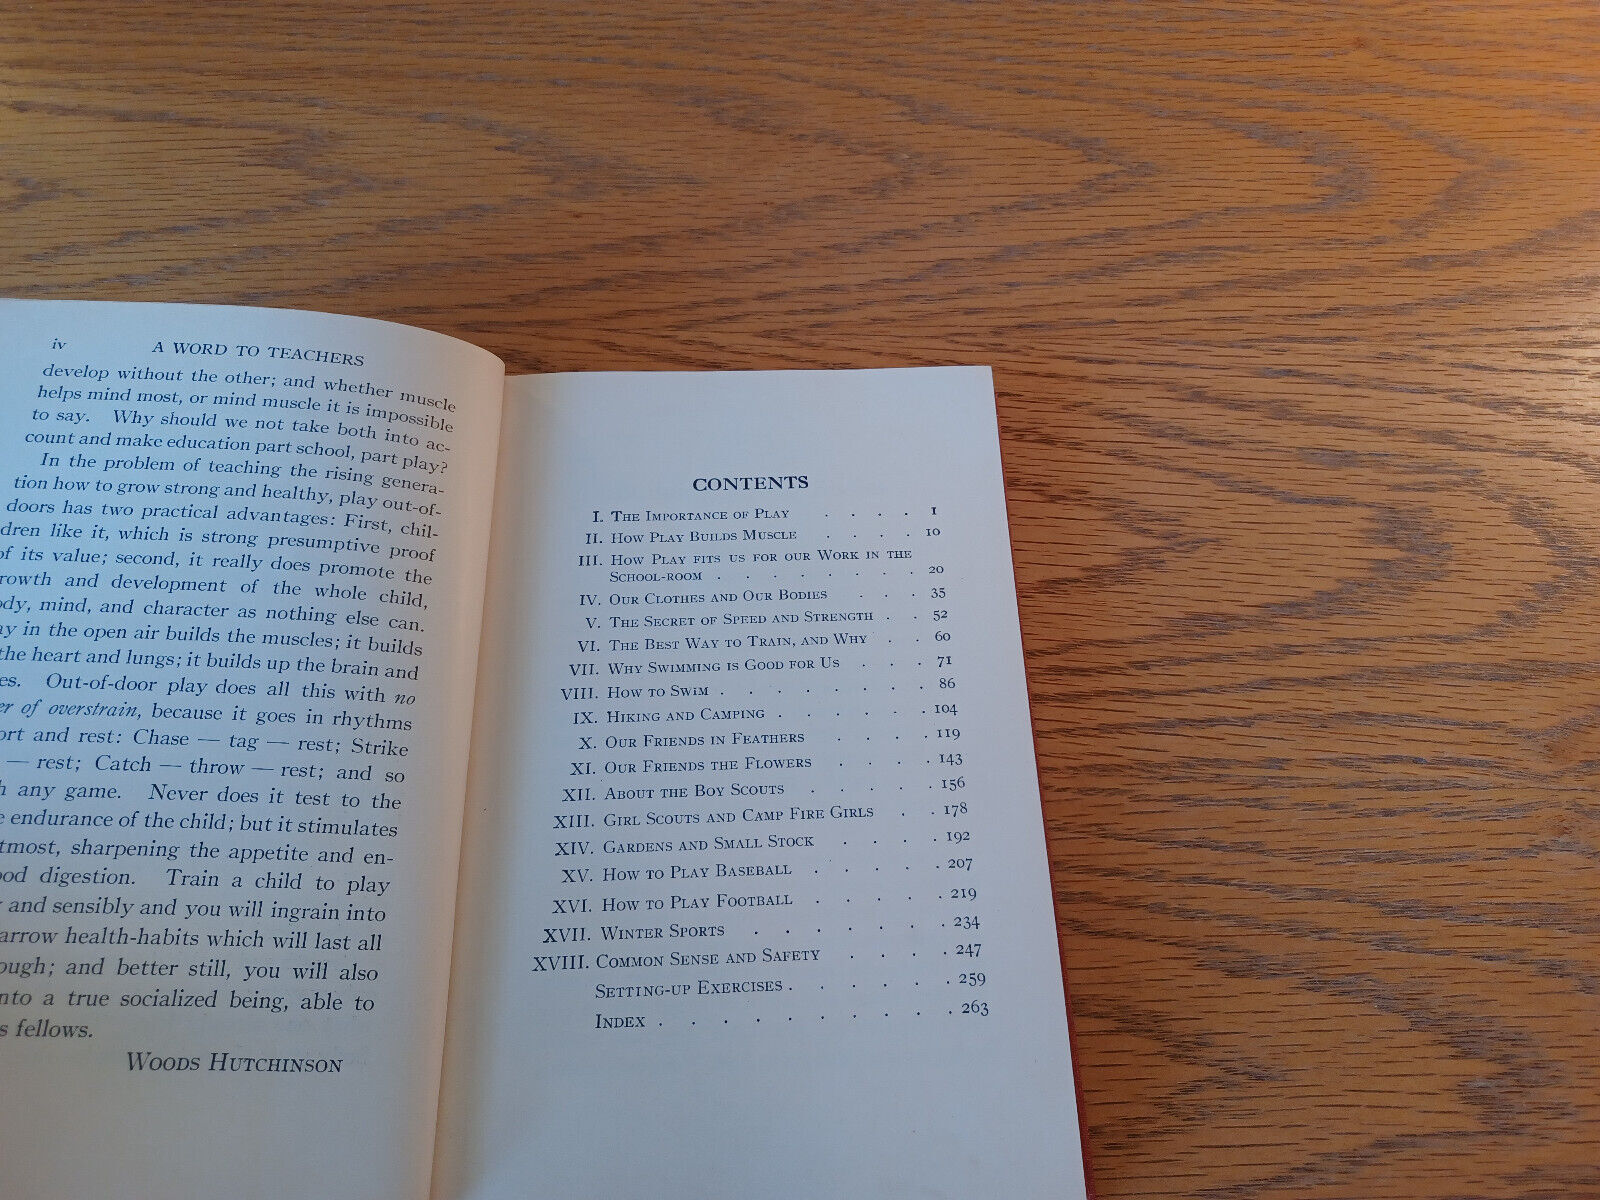 iv A WORD TO TEACHERS
develop without the other; and whether muscle
helps mind most, or mind muscle it is impossible
to say. Why should we not take both into ac-
count and make education part school, part play?
In the problem of teaching the rising genera-
tion how to grow strong and healthy, play out-of-
doors has two practical advantages: First, chil-
dren like it, which is strong presumptive proof
of its value; second, it really does promote the
rowth and development of the whole child,
ody, mind, and character as nothing else can.
ay in the open air builds the muscles; it builds
the heart and lungs; it builds up the brain and
es. Out-of-door play does all this with no
er of overstrain, because it goes in rhythms
ort and rest: Chase — tag — rest; Strike
— rest; Catch — throw — rest; and so
h any game. Never does it test to the
e endurance of the child; but it stimulates
tmost, sharpening the appetite and en-
ood digestion. Train a child to play
and sensibly and you will ingrain into
arrow health-habits which will last all
ough; and better still, you will also
nto a true socialized being, able to
s fellows.
WOODS HUTCHINSON
CONTENTS
I. THE IMPORTANCE OF PLAY . . . . 1
II. HOW PLAY BUILDS MUSCLE . . . . 10
III. HOW PLAY FITS US FOR OUR WORK IN THE
SCHOOL-ROOM . . . . . . . . 20
IV. OUR CLOTHES AND OUR BODIES . . . 35
V. THE SECRET OF SPEED AND STRENGTH . . 52
VI. THE BEST WAY TO TRAIN, AND WHY . . 60
VII. WHY SWIMMING IS GOOD FOR US . . . 71
VIII. HOW TO SWIM . . . . . . . . 86
IX. HIKING AND CAMPING . . . . . . 104
X. OUR FRIENDS IN FEATHERS . . . . 119
XI. OUR FRIENDS THE FLOWERS . . . . 143
XII. ABOUT THE BOY SCOUTS . . . . . 156
XIII. GIRL SCOUTS AND CAMP FIRE GIRLS . . 178
XIV. GARDENS AND SMALL STOCK . . . . 192
XV. HOW TO PLAY BASEBALL . . . . . 207
XVI. HOW TO PLAY FOOTBALL . . . . . 219
XVII. WINTER SPORTS . . . . . . . 234
XVIII. COMMON SENSE AND SAFETY . . . . 247
SETTING-UP EXERCISES . . . . . . 259
INDEX . . . . . . . . . . 263